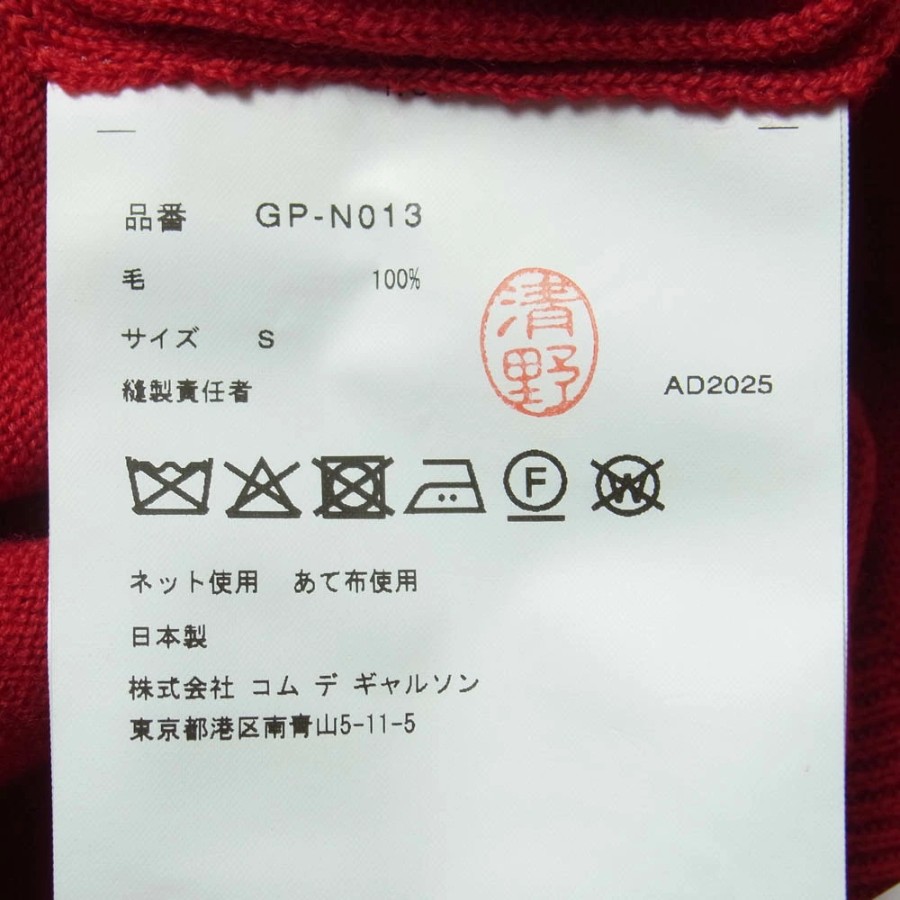 品番 GP-N013
毛 100%
サイズ S
清野
縫製責任者 AD2025
F
W
ネット使用 あて布使用
日本製
株式会社 コム デ ギャルソン
東京都港区南青山5-11-5